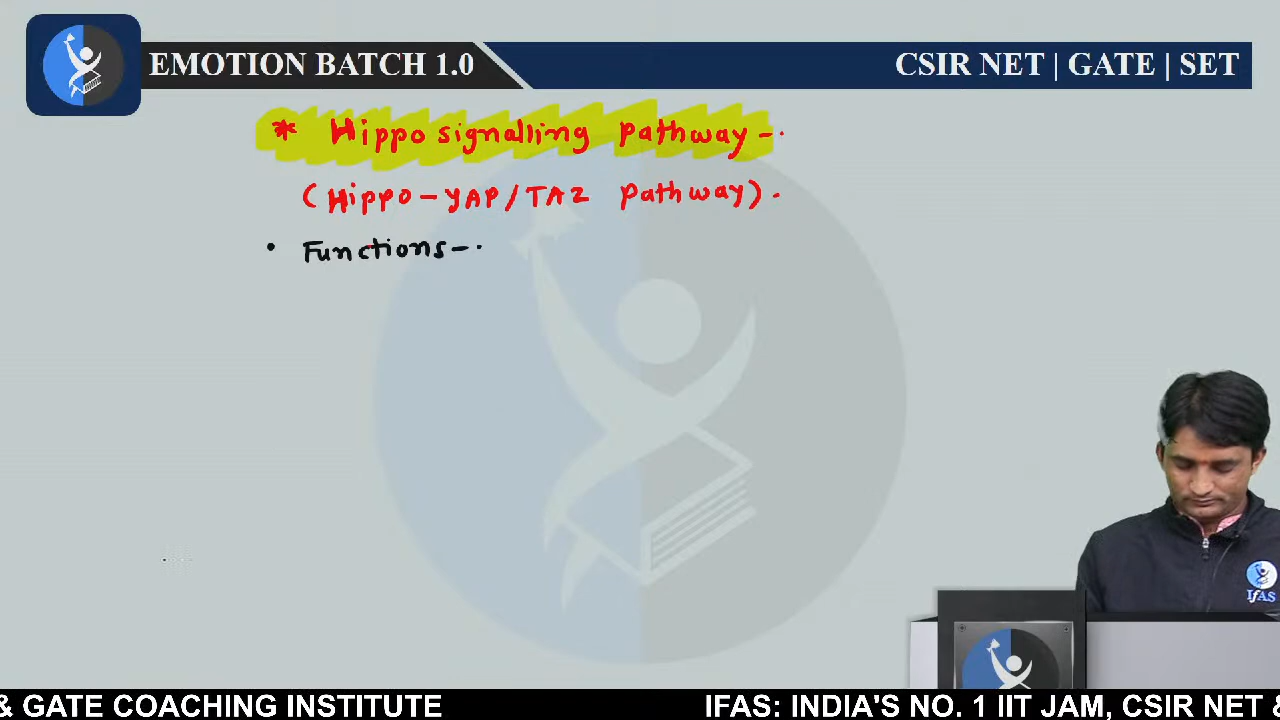 EMOTION BATCH 1.0
CSIR NET | GATE | SET
* Hippo signalling pathway -.
(Hippo - YAP/TAZ pathway).
• Functions -.
IFAS
& GATE COACHING INSTITUTE
IFAS: INDIA'S NO. 1 IIT JAM, CSIR NET &